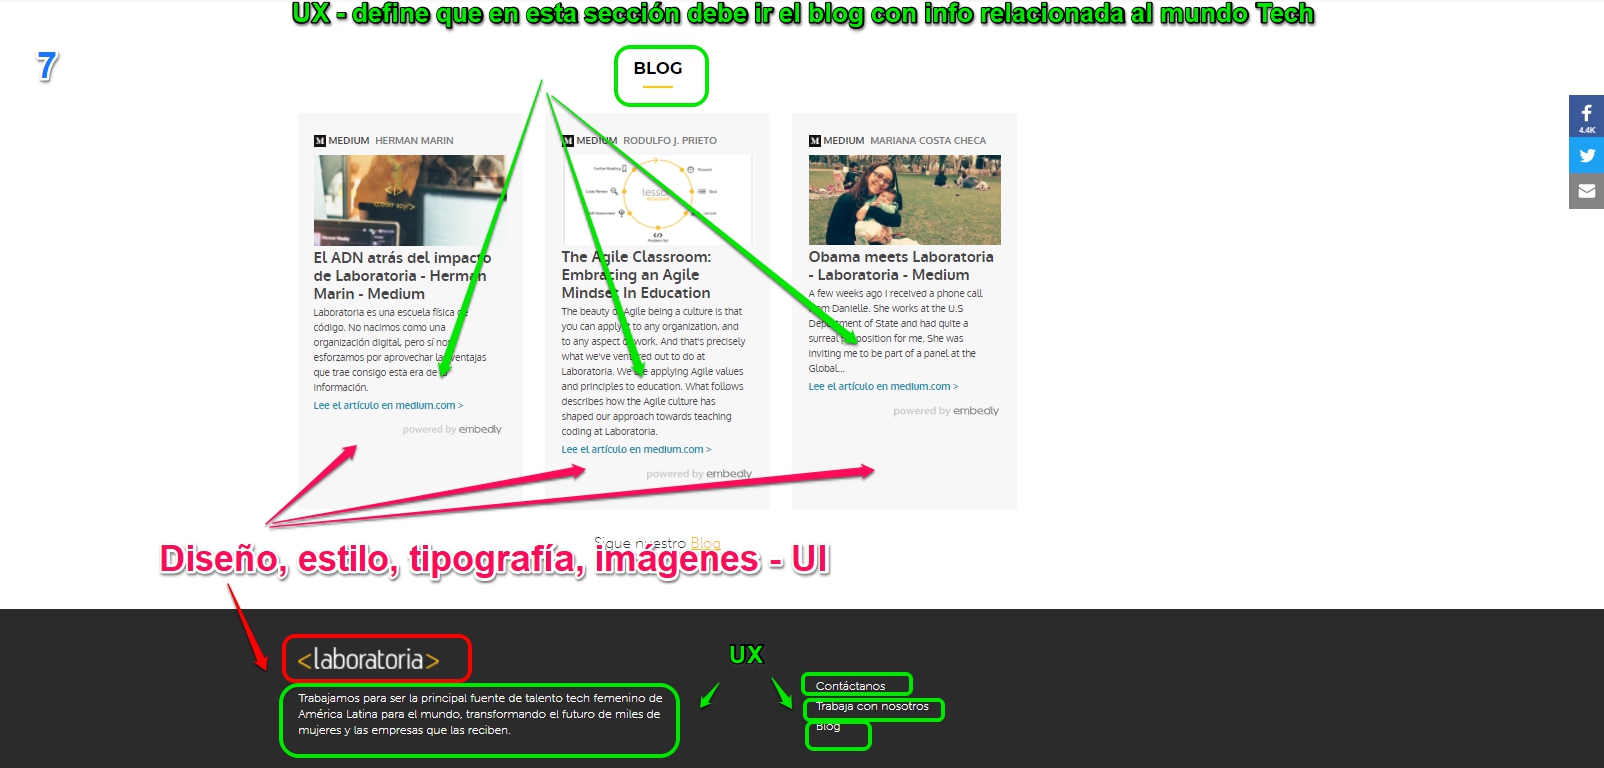 UX - define que en esta sección debe ir el blog con info relacionada al mundo Tech
7
BLOG
4.4K
MEDIUM HERMAN MARIN
El ADN atrás del impacto
de Laboratoria - Herman
Marin - Medium
Laboratoria es una escuela física de
código. No nacimos como una
organización digital, pero sí nos
esforzamos por aprovechar las ventajas
que trae consigo esta era de la
información.
Lee el artículo en medium.com >
powered by embedly
MEDIUM RODULFO J. PRIETO
lesson
Problem Set
The Agile Classroom:
Embracing an Agile
Mindset In Education
The beauty of Agile being a culture is that
you can apply it to any organization, and
to any aspect of work. And that's precisely
what we've ventured out to do at
Laboratoria. We are applying Agile values
and principles to education. What follows
describes how the Agile culture has
shaped our approach towards teaching
coding at Laboratoria.
Lee el artículo en medium.com >
powered by embedly
MEDIUM MARIANA COSTA CHECA
Obama meets Laboratoria
- Laboratoria - Medium
A few weeks ago I received a phone call
from Danielle. She works at the U.S
Department of State and had quite a
surreal proposition for me. She was
inviting me to be part of a panel at the
Global...
Lee el artículo en medium.com >
powered by embedly
Sigue nuestro Blog
Diseño, estilo, tipografía, imágenes - UI
<laboratoria>
Trabajamos para ser la principal fuente de talento tech femenino de
América Latina para el mundo, transformando el futuro de miles de
mujeres y las empresas que las reciben.
UX
Contáctanos
Trabaja con nosotros
Blog